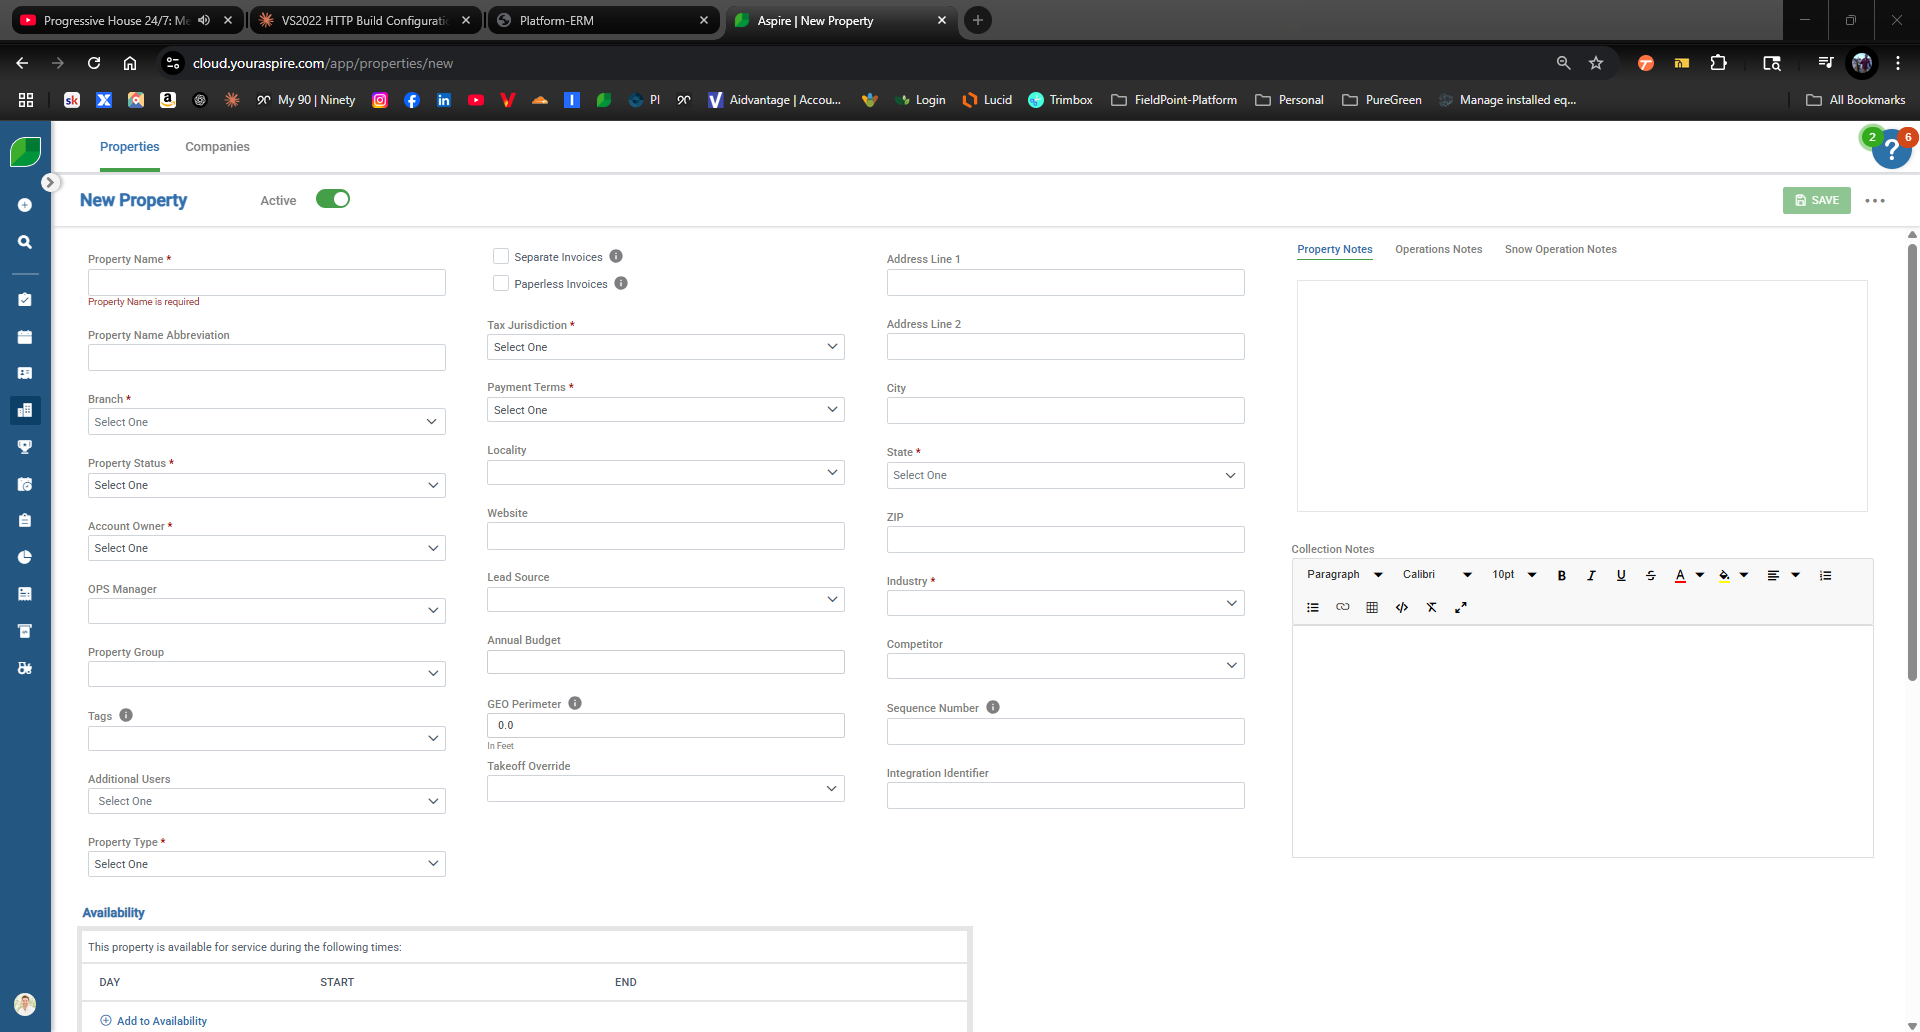 Progressive House 24/7: Me
VS2022 HTTP Build Configurati
Platform-ERM
Aspire | New Property
cloud.youraspire.com/app/properties/new
sk
My 90 | Ninety
PI
Aidvantage | Accou...
Login
Lucid
Trimbox
FieldPoint-Platform
Personal
PureGreen
Manage installed eq...
All Bookmarks
Properties
Companies
2
6
?
New Property
Active
SAVE
Property Name *
Property Name is required
Property Name Abbreviation
Branch *
Select One
Property Status *
Select One
Account Owner *
Select One
OPS Manager
Property Group
Tags
Additional Users
Select One
Property Type *
Select One
Separate Invoices
Paperless Invoices
Tax Jurisdiction *
Select One
Payment Terms *
Select One
Locality
Website
Lead Source
Annual Budget
GEO Perimeter
0.0
In Feet
Takeoff Override
Address Line 1
Address Line 2
City
State *
Select One
ZIP
Industry *
Competitor
Sequence Number
Integration Identifier
Property Notes
Operations Notes
Snow Operation Notes
Collection Notes
Paragraph
Calibri
10pt
B
I
U
S
A
Availability
This property is available for service during the following times:
DAY
START
END
Add to Availability